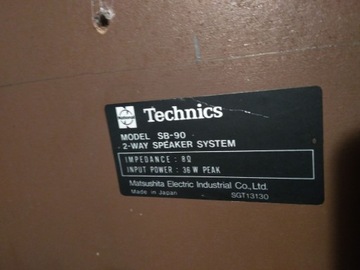 Technics
MODEL SB-90
2-WAY SPEAKER SYSTEM
IMPEDANCE : 8Ω
INPUT POWER : 36W PEAK
Matsushita Electric Industrial Co., Ltd.
Made in Japan SGT13130